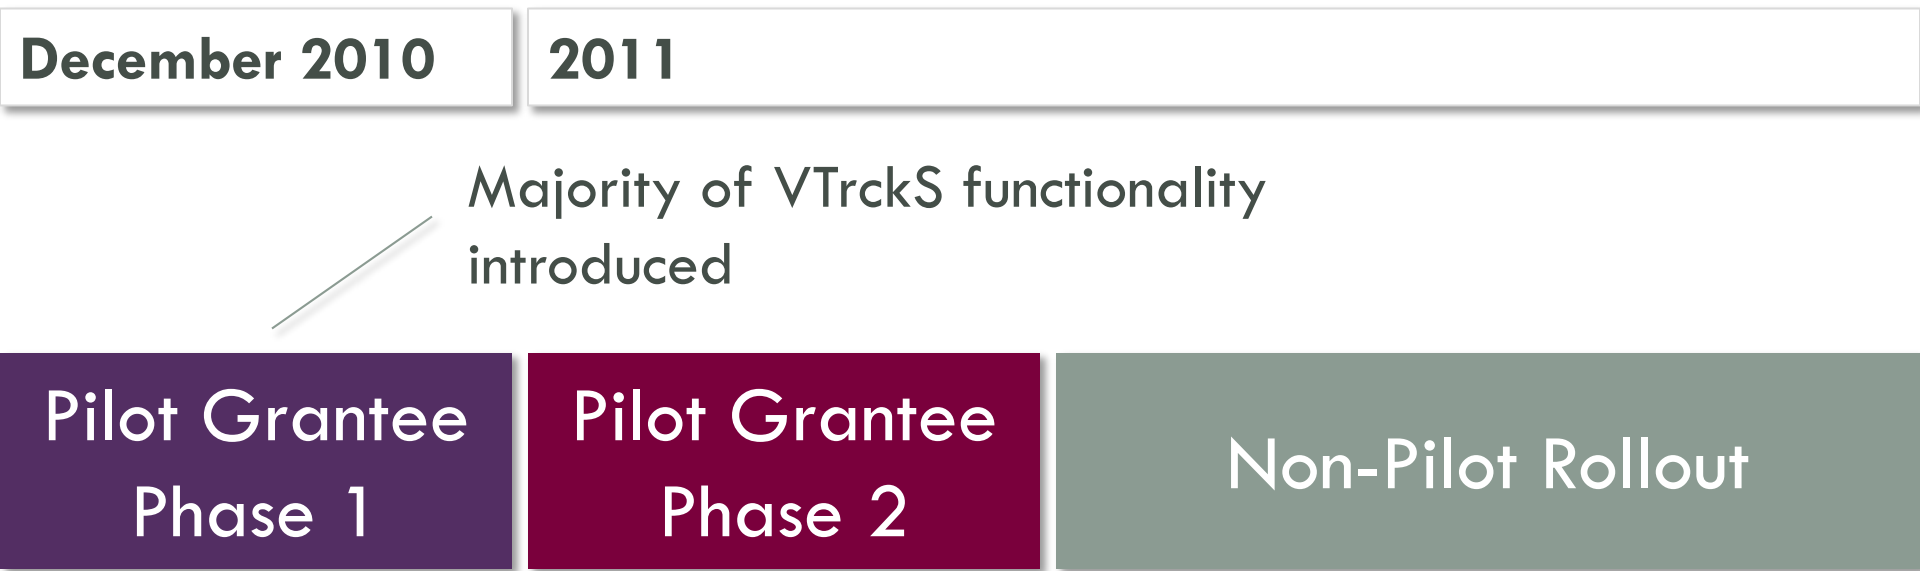 December 2010
2011
Majority of VTrckS functionality
introduced
Pilot Grantee
Phase 1
Pilot Grantee
Phase 2
Non-Pilot Rollout